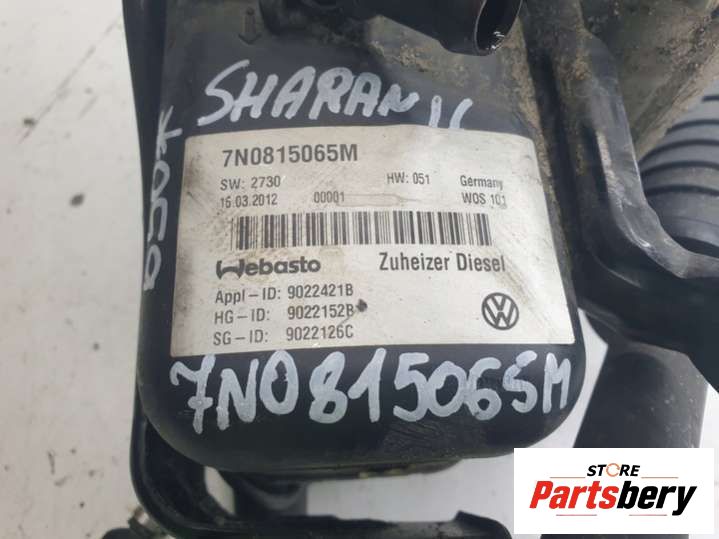 SHARAN
7N0815065M
SW: 2730 HW: 051 Germany
15.03.2012 00001 WOS 101
Webasto Zuheizer Diesel
Appl-ID: 9022421B
HG-ID: 9022152B
SG-ID: 9022126C
7N0815065M
STORE
Partsbery